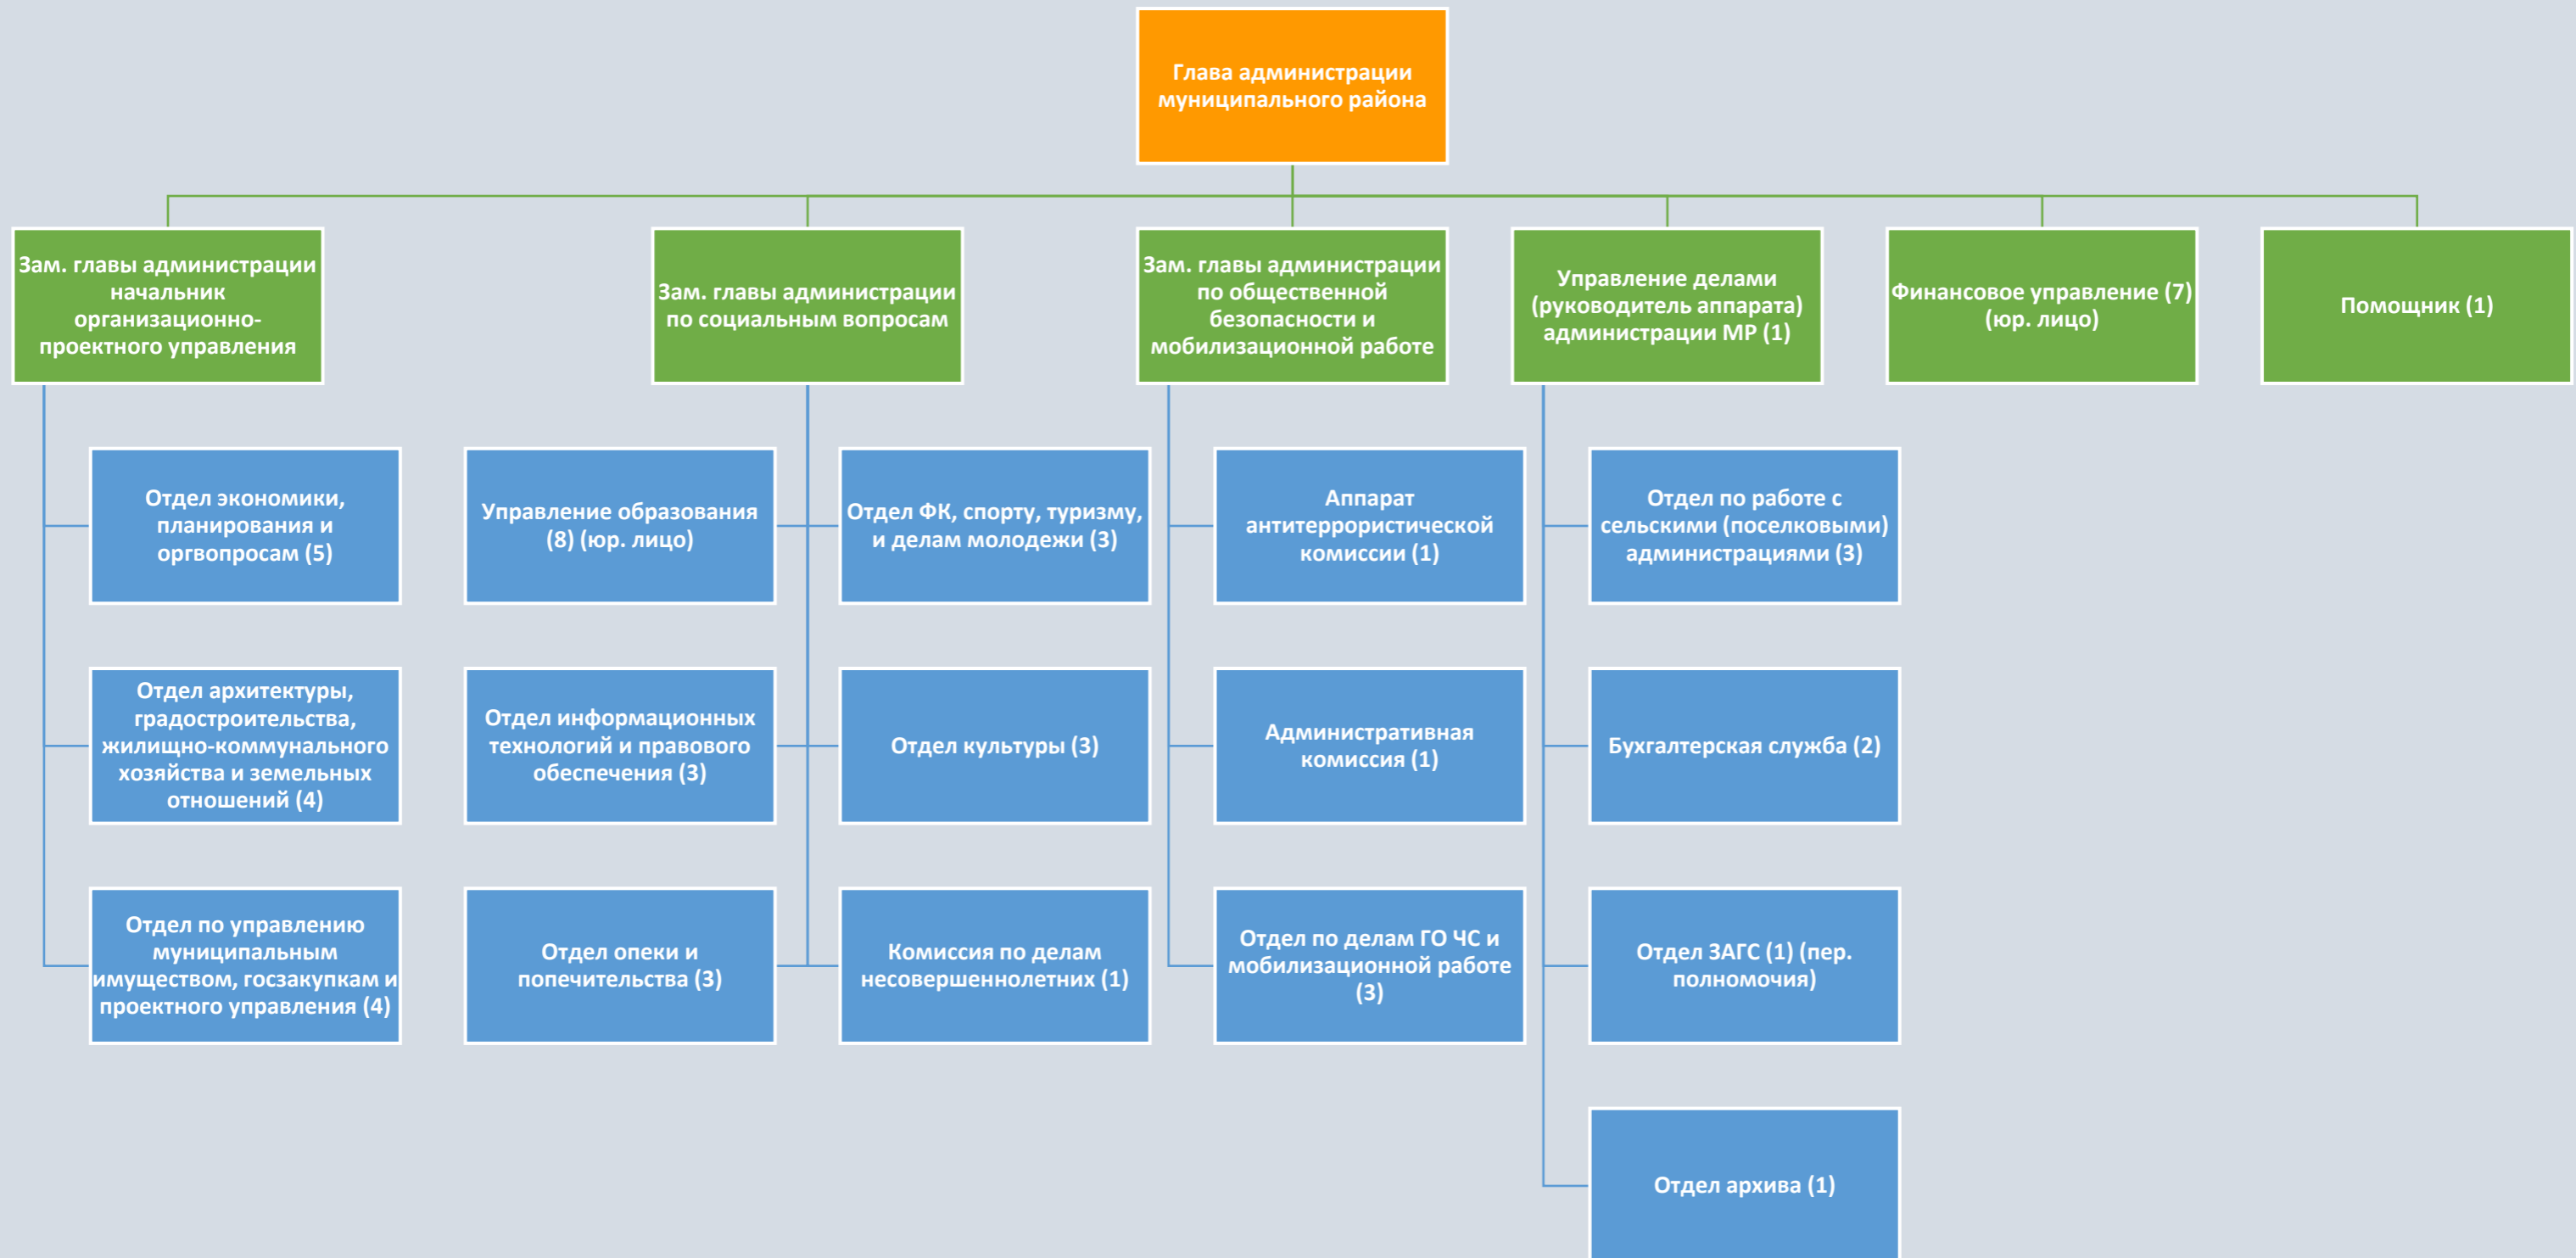 Глава администрации
муниципального района
Зам. главы администрации
начальник
организационно-
проектного управления
Зам. главы администрации
по социальным вопросам
Зам. главы администрации
по общественной
безопасности и
мобилизационной работе
Управление делами
(руководитель аппарата)
администрации МР (1)
Финансовое управление (7)
(юр. лицо)
Помощник (1)
Отдел экономики,
планирования и
оргвопросам (5)
Управление образования
(8) (юр. лицо)
Отдел ФК, спорту, туризму,
и делам молодежи (3)
Аппарат
антитеррористической
комиссии (1)
Отдел по работе с
сельскими (поселковыми)
администрациями (3)
Отдел архитектуры,
градостроительства,
жилищно-коммунального
хозяйства и земельных
отношений (4)
Отдел информационных
технологий и правового
обеспечения (3)
Отдел культуры (3)
Административная
комиссия (1)
Бухгалтерская служба (2)
Отдел по управлению
муниципальным
имуществом, госзакупкам и
проектного управления (4)
Отдел опеки и
попечительства (3)
Комиссия по делам
несовершеннолетних (1)
Отдел по делам ГО ЧС и
мобилизационной работе
(3)
Отдел ЗАГС (1) (пер.
полномочия)
Отдел архива (1)